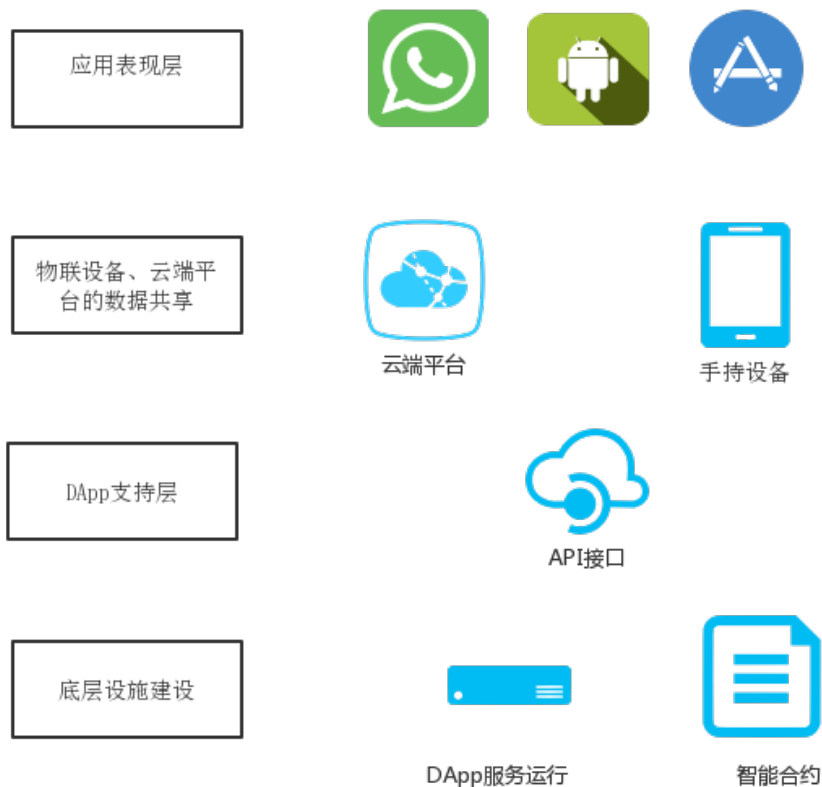 应用表现层
物联设备、云端平
台的数据共享
云端平台
手持设备
DApp支持层
API接口
底层设施建设
DApp服务运行
智能合约